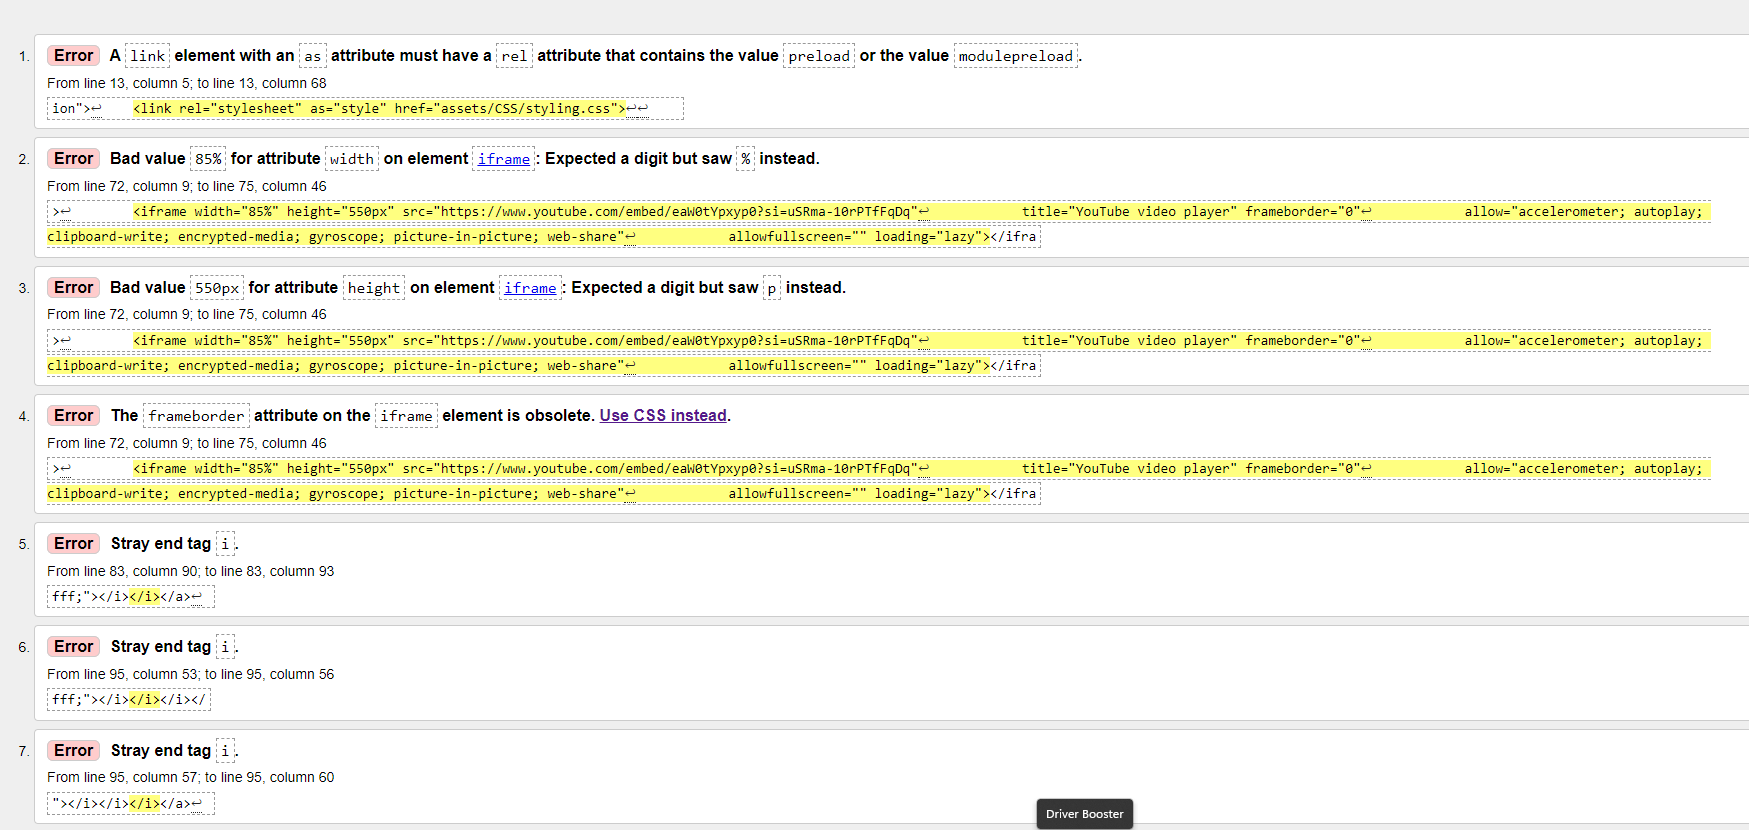 1. Error A link element with an as attribute must have a rel attribute that contains the value preload or the value modulepreload.
From line 13, column 5; to line 13, column 68
ion">↩    <link rel="stylesheet" as="style" href="assets/CSS/styling.css">↩↩
2. Error Bad value 85% for attribute width on element iframe: Expected a digit but saw % instead.
From line 72, column 9; to line 75, column 46
>↩        <iframe width="85%" height="550px" src="https://www.youtube.com/embed/eaW0tYpxyp0?si=uSRma-10rPTfFqDq"↩            title="YouTube video player" frameborder="0"↩            allow="accelerometer; autoplay;
clipboard-write; encrypted-media; gyroscope; picture-in-picture; web-share"↩            allowfullscreen="" loading="lazy"></ifra
3. Error Bad value 550px for attribute height on element iframe: Expected a digit but saw p instead.
From line 72, column 9; to line 75, column 46
>↩        <iframe width="85%" height="550px" src="https://www.youtube.com/embed/eaW0tYpxyp0?si=uSRma-10rPTfFqDq"↩            title="YouTube video player" frameborder="0"↩            allow="accelerometer; autoplay;
clipboard-write; encrypted-media; gyroscope; picture-in-picture; web-share"↩            allowfullscreen="" loading="lazy"></ifra
4. Error The frameborder attribute on the iframe element is obsolete. Use CSS instead.
From line 72, column 9; to line 75, column 46
>↩        <iframe width="85%" height="550px" src="https://www.youtube.com/embed/eaW0tYpxyp0?si=uSRma-10rPTfFqDq"↩            title="YouTube video player" frameborder="0"↩            allow="accelerometer; autoplay;
clipboard-write; encrypted-media; gyroscope; picture-in-picture; web-share"↩            allowfullscreen="" loading="lazy"></ifra
5. Error Stray end tag i.
From line 83, column 90; to line 83, column 93
fff;"></i></i></a>↩
6. Error Stray end tag i.
From line 95, column 53; to line 95, column 56
fff;"></i></i></i></
7. Error Stray end tag i.
From line 95, column 57; to line 95, column 60
"></i></i></i></a>↩
Driver Booster